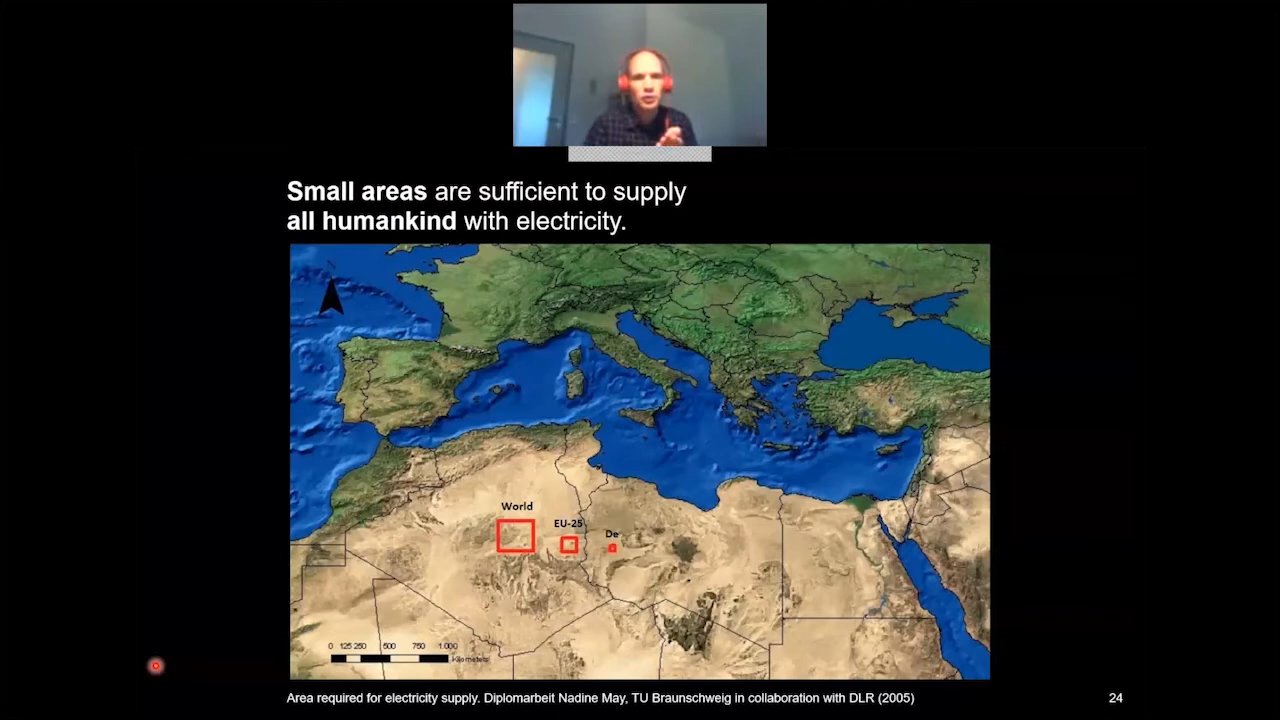 Small areas are sufficient to supply
all humankind with electricity.
World
EU-25
De
0 125 250 500 750 1.000
Kilometers
Area required for electricity supply. Diplomarbeit Nadine May, TU Braunschweig in collaboration with DLR (2005)
24